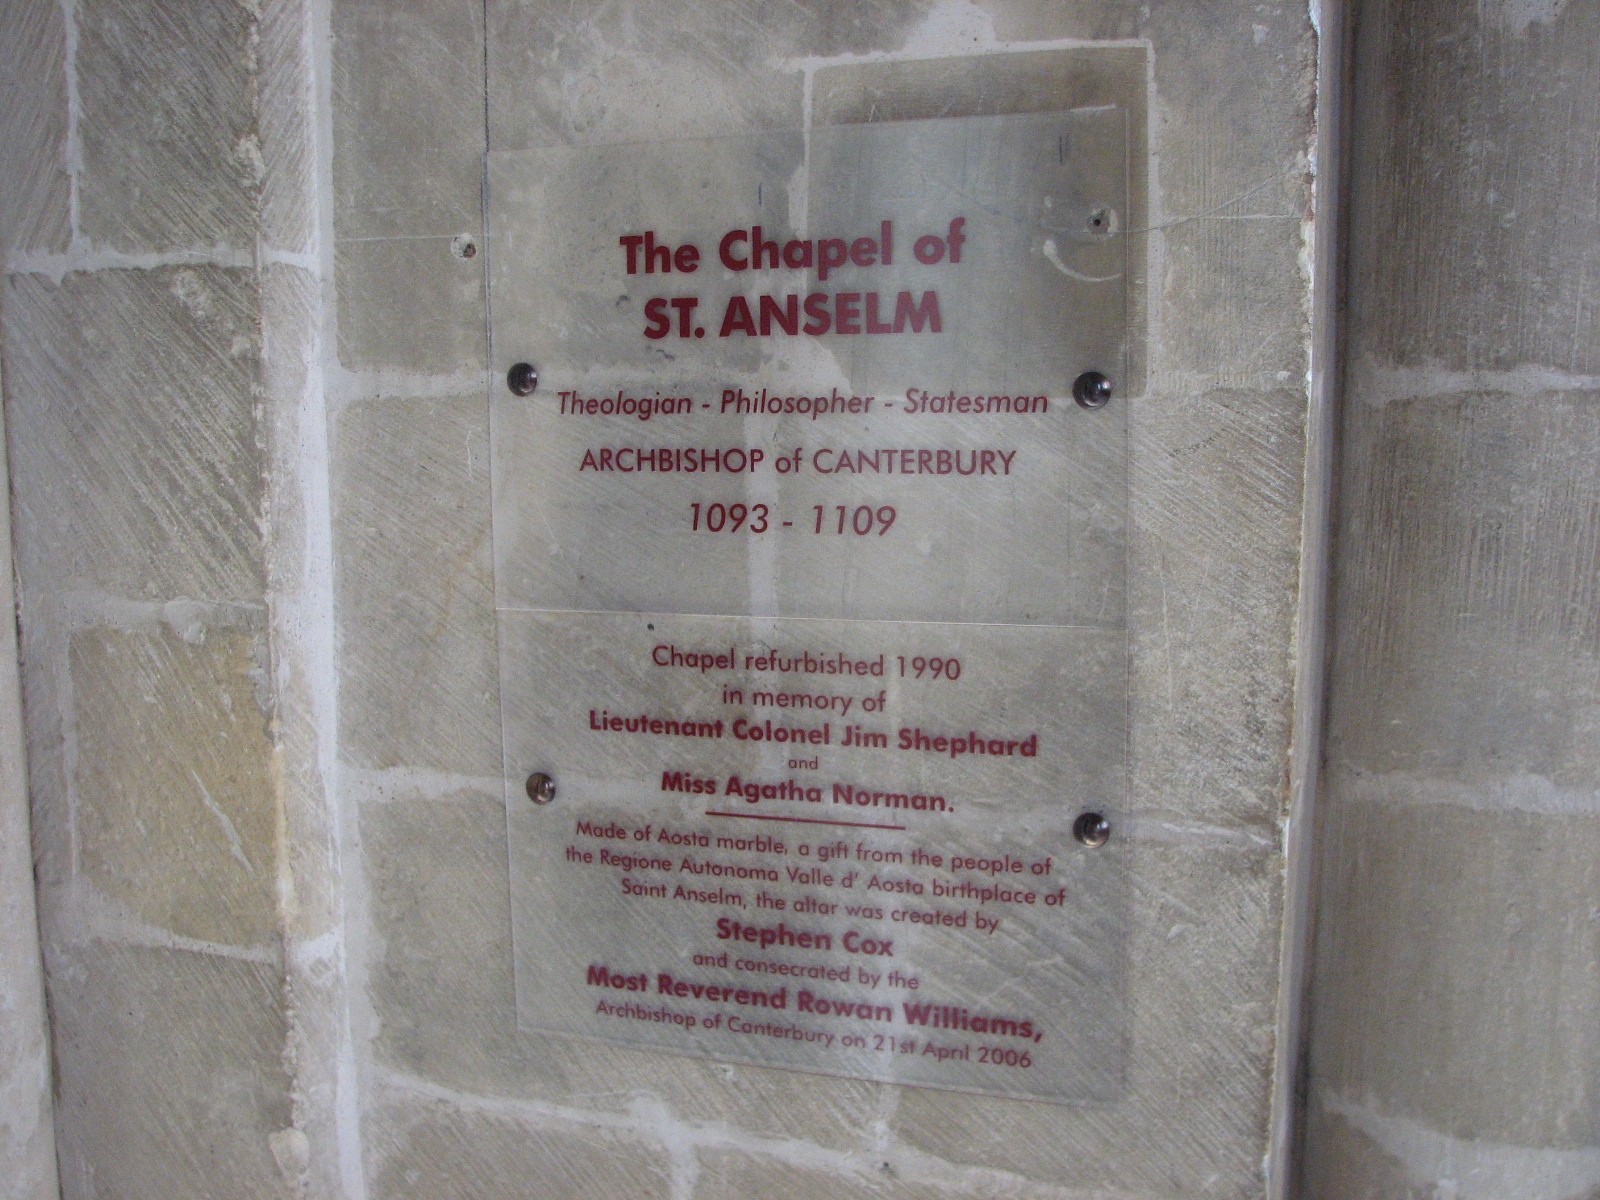 The Chapel of
ST. ANSELM
Theologian - Philosopher - Statesman
ARCHBISHOP of CANTERBURY
1093 - 1109
Chapel refurbished 1990
in memory of
Lieutenant Colonel Jim Shephard
and
Miss Agatha Norman.
Made of Aosta marble, a gift from the people of
the Regione Autonoma Valle d' Aosta birthplace of
Saint Anselm, the altar was created by
Stephen Cox
and consecrated by the
Most Reverend Rowan Williams,
Archbishop of Canterbury on 21st April 2006